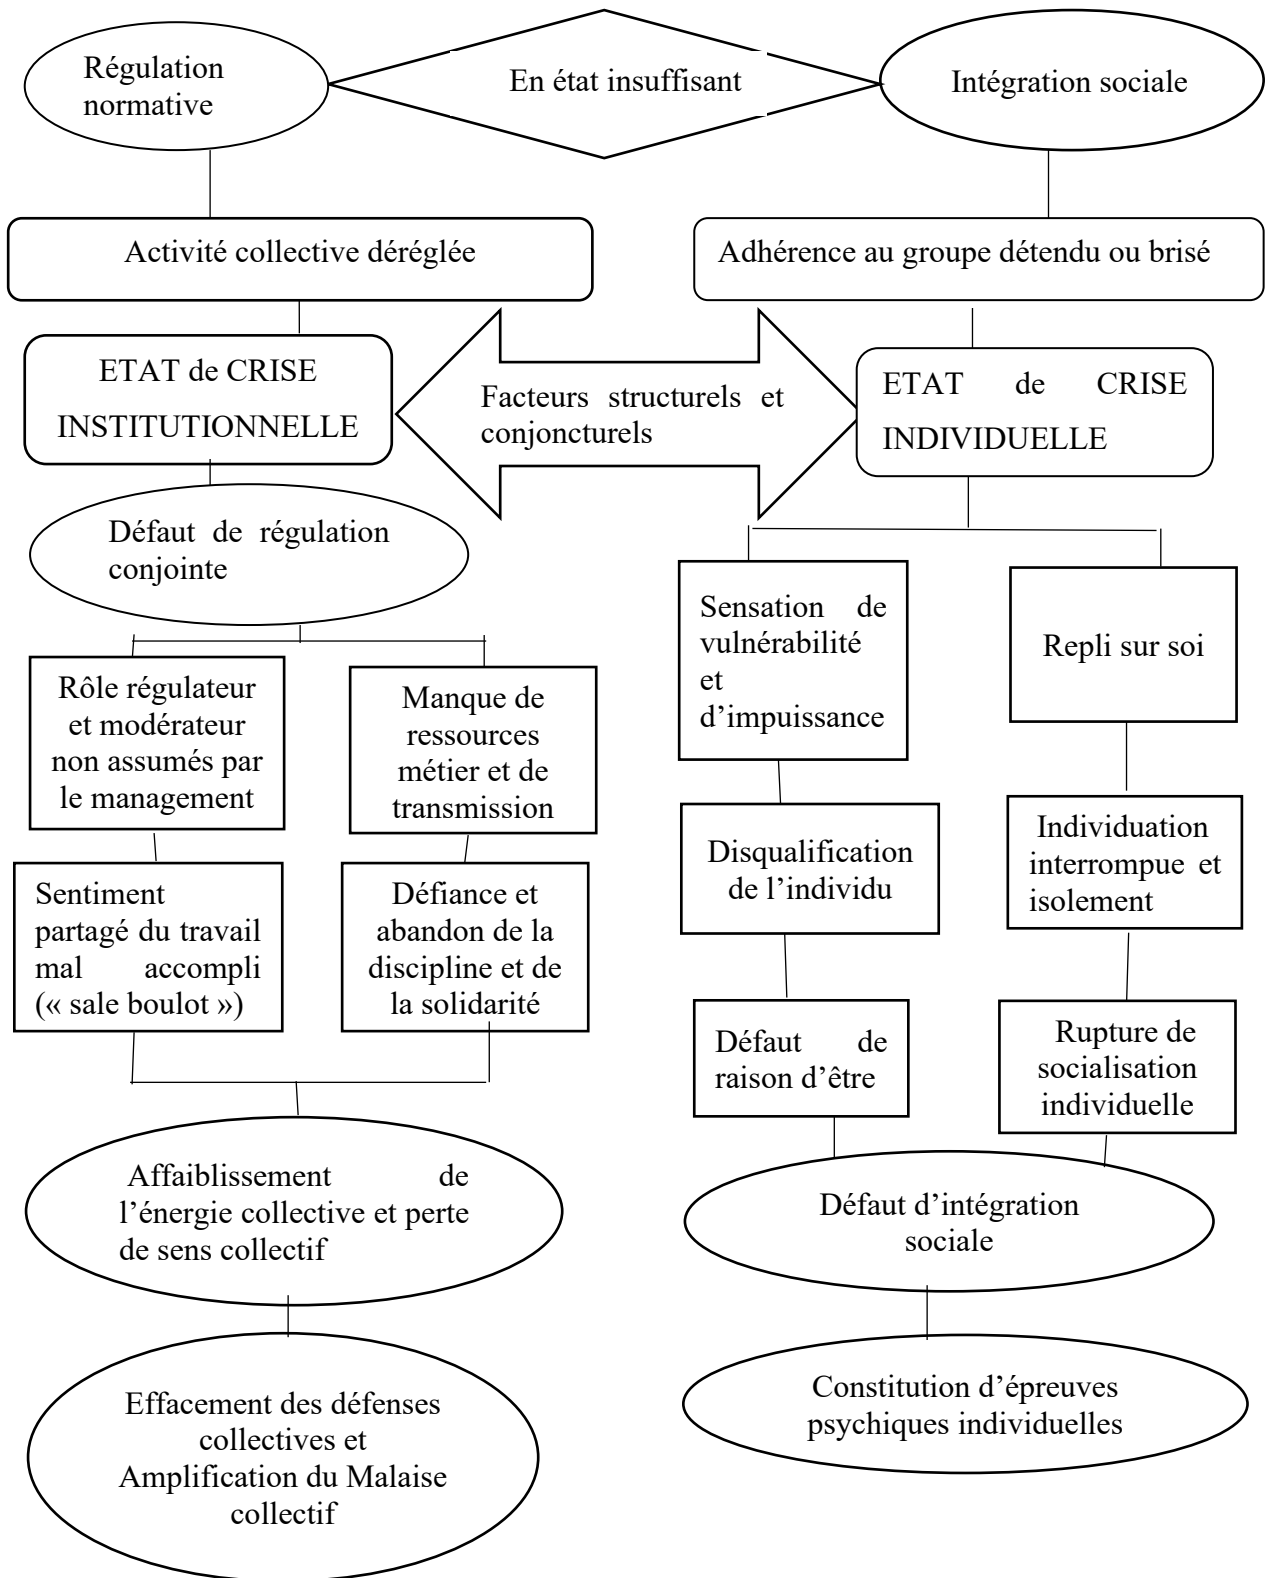 Régulation
normative
En état insuffisant
Intégration sociale
Activité collective déréglée
Adhérence au groupe détendu ou brisé
ETAT de CRISE
INSTITUTIONNELLE
Facteurs structurels et
conjoncturels
ETAT de CRISE
INDIVIDUELLE
Défaut de régulation
conjointe
Sensation de
vulnérabilité
et
d’impuissance
Repli sur soi
Rôle régulateur
et modérateur
non assumés par
le management
Manque de
ressources
métier et de
transmission
Disqualification
de l’individu
Individuation
interrompue et
isolement
Sentiment
partagé du travail
mal accompli
(« sale boulot »)
Défiance et
abandon de la
discipline et de
la solidarité
Défaut de
raison d’être
Rupture de
socialisation
individuelle
Affaiblissement de
l’énergie collective et perte
de sens collectif
Défaut d’intégration
sociale
Effacement des défenses
collectives et
Amplification du Malaise
collectif
Constitution d’épreuves
psychiques individuelles